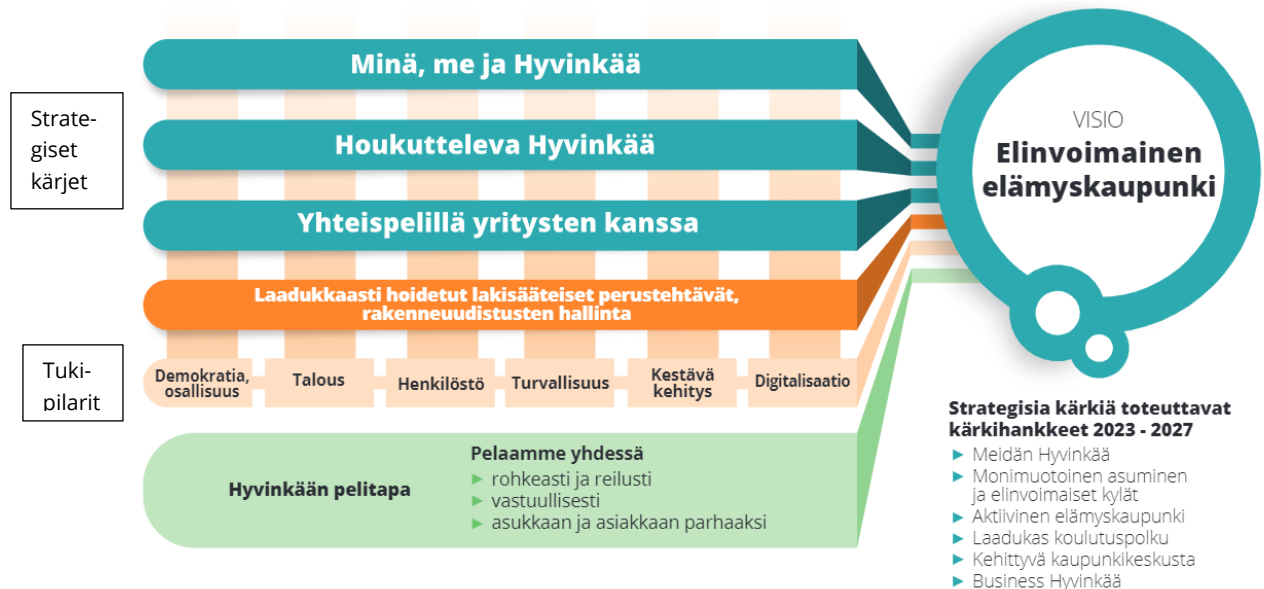 Strate-
giset
kärjet
Minä, me ja Hyvinkää
Houkutteleva Hyvinkää
Yhteispelillä yritysten kanssa
Laadukkaasti hoidetut lakisääteiset perustehtävät,
rakenneuudistusten hallinta
Tuki-
pilarit
Demokratia,
osallisuus
Talous
Henkilöstö
Turvallisuus
Kestävä
kehitys
Digitalisaatio
Hyvinkään pelitapa
Pelaamme yhdessä
► rohkeasti ja reilusti
► vastuullisesti
► asukkaan ja asiakkaan parhaaksi
VISIO
Elinvoimainen
elämyskaupunki
Strategisia kärkiä toteuttavat
kärkihankkeet 2023 - 2027
► Meidän Hyvinkää
► Monimuotoinen asuminen
ja elinvoimaiset kylät
► Aktiivinen elämyskaupunki
► Laadukas koulutuspolku
► Kehittyvä kaupunkikeskusta
► Business Hyvinkää